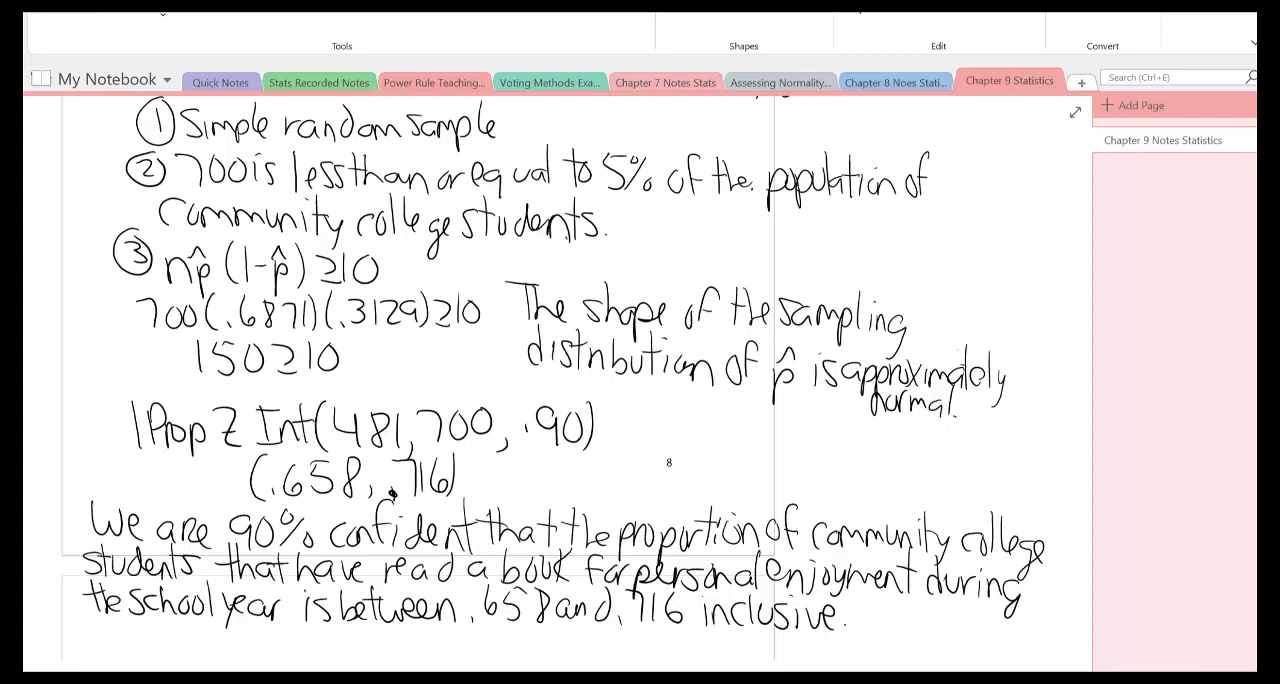 Tools Shapes Edit Convert
My Notebook Quick Notes Stats Recorded Notes Power Rule Teaching... Voting Methods Exa... Chapter 7 Notes Stats Assessing Normality... Chapter 8 Noes Stati... Chapter 9 Statistics + Search (Ctrl+E)
+ Add Page
Chapter 9 Notes Statistics
① Simple random sample
② 700 is less than or equal to 5% of the population of
community college students.
③ np̂(1-p̂)≥10
700(.6871)(.3129)≥10
150≥10
The shape of the sampling
distribution of p̂ is approximately
normal.
1 Prop Z Int(481,700, .90)
(.658, .716)
8
We are 90% confident that the proportion of community college
students that have read a book for personal enjoyment during
the school year is between .658 and .716 inclusive.